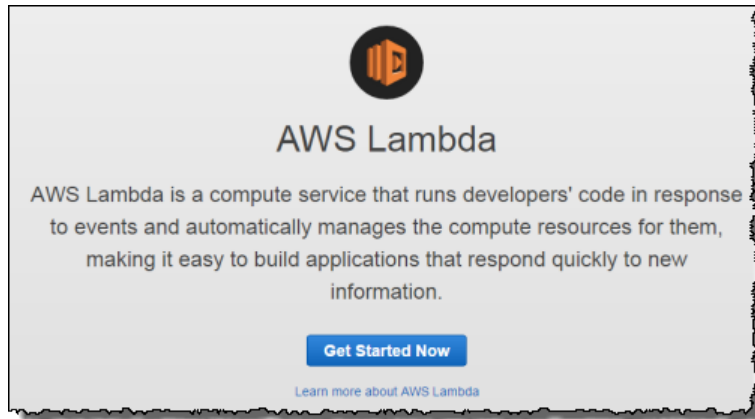 AWS Lambda
AWS Lambda is a compute service that runs developers' code in response
to events and automatically manages the compute resources for them,
making it easy to build applications that respond quickly to new
information.
Get Started Now
Learn more about AWS Lambda